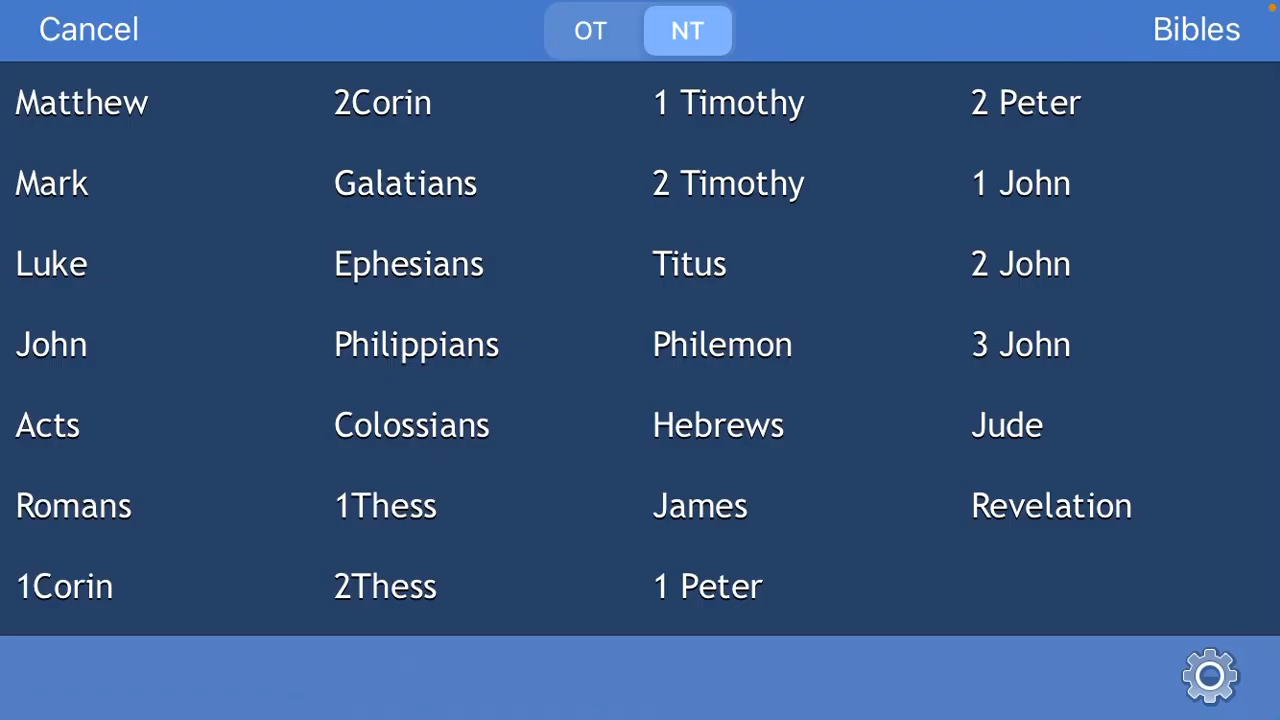 Cancel
OT
NT
Bibles
Matthew
Mark
Luke
John
Acts
Romans
1Corin
2Corin
Galatians
Ephesians
Philippians
Colossians
1Thess
2Thess
1 Timothy
2 Timothy
Titus
Philemon
Hebrews
James
1 Peter
2 Peter
1 John
2 John
3 John
Jude
Revelation